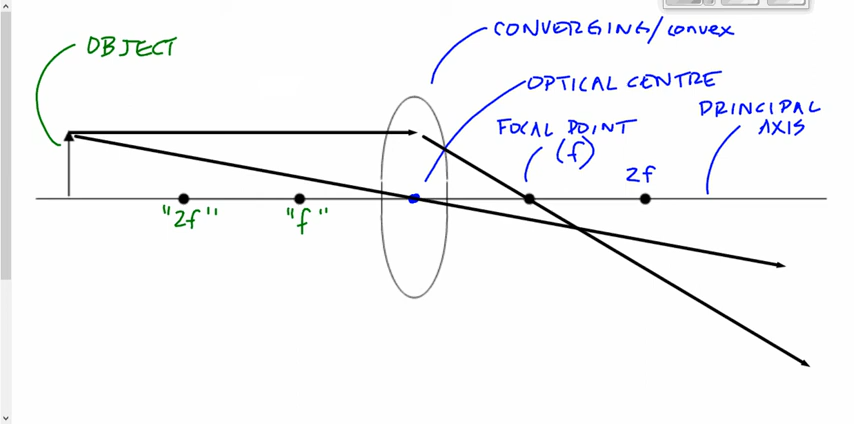 OBJECT
CONVERGING/convex
OPTICAL CENTRE
FOCAL POINT
(f)
PRINCIPAL
AXIS
2f
"2f"
"f"